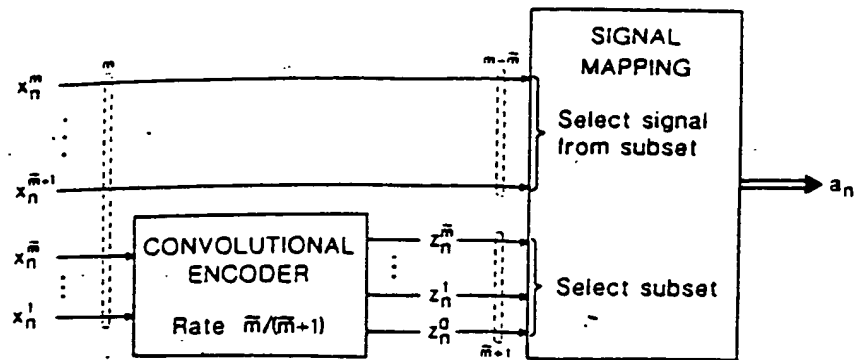 SIGNAL
MAPPING
m
m-m̃
x_n^m
Select signal
from subset
x_n^{m̃+1}
a_n
x_n^{m̃}
CONVOLUTIONAL
ENCODER
Rate m̃/(m̃+1)
z_n^{m̃}
Select subset
x_n^1
z_n^1
z_n^0
m̃+1